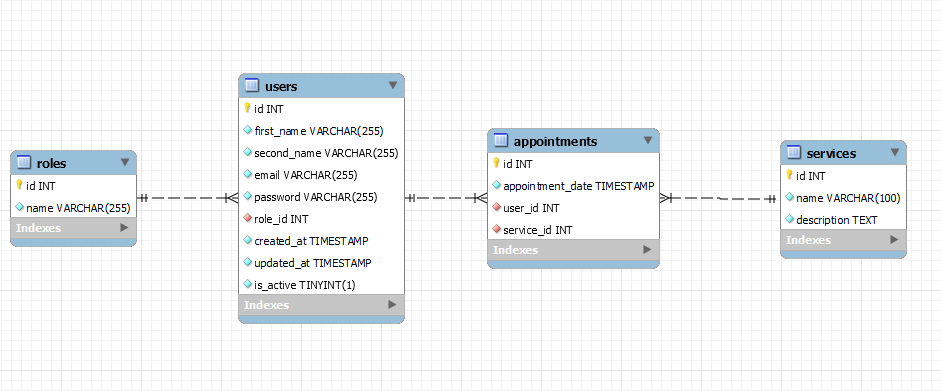 roles
id INT
name VARCHAR(255)
Indexes
users
id INT
first_name VARCHAR(255)
second_name VARCHAR(255)
email VARCHAR(255)
password VARCHAR(255)
role_id INT
created_at TIMESTAMP
updated_at TIMESTAMP
is_active TINYINT(1)
Indexes
appointments
id INT
appointment_date TIMESTAMP
user_id INT
service_id INT
Indexes
services
id INT
name VARCHAR(100)
description TEXT
Indexes